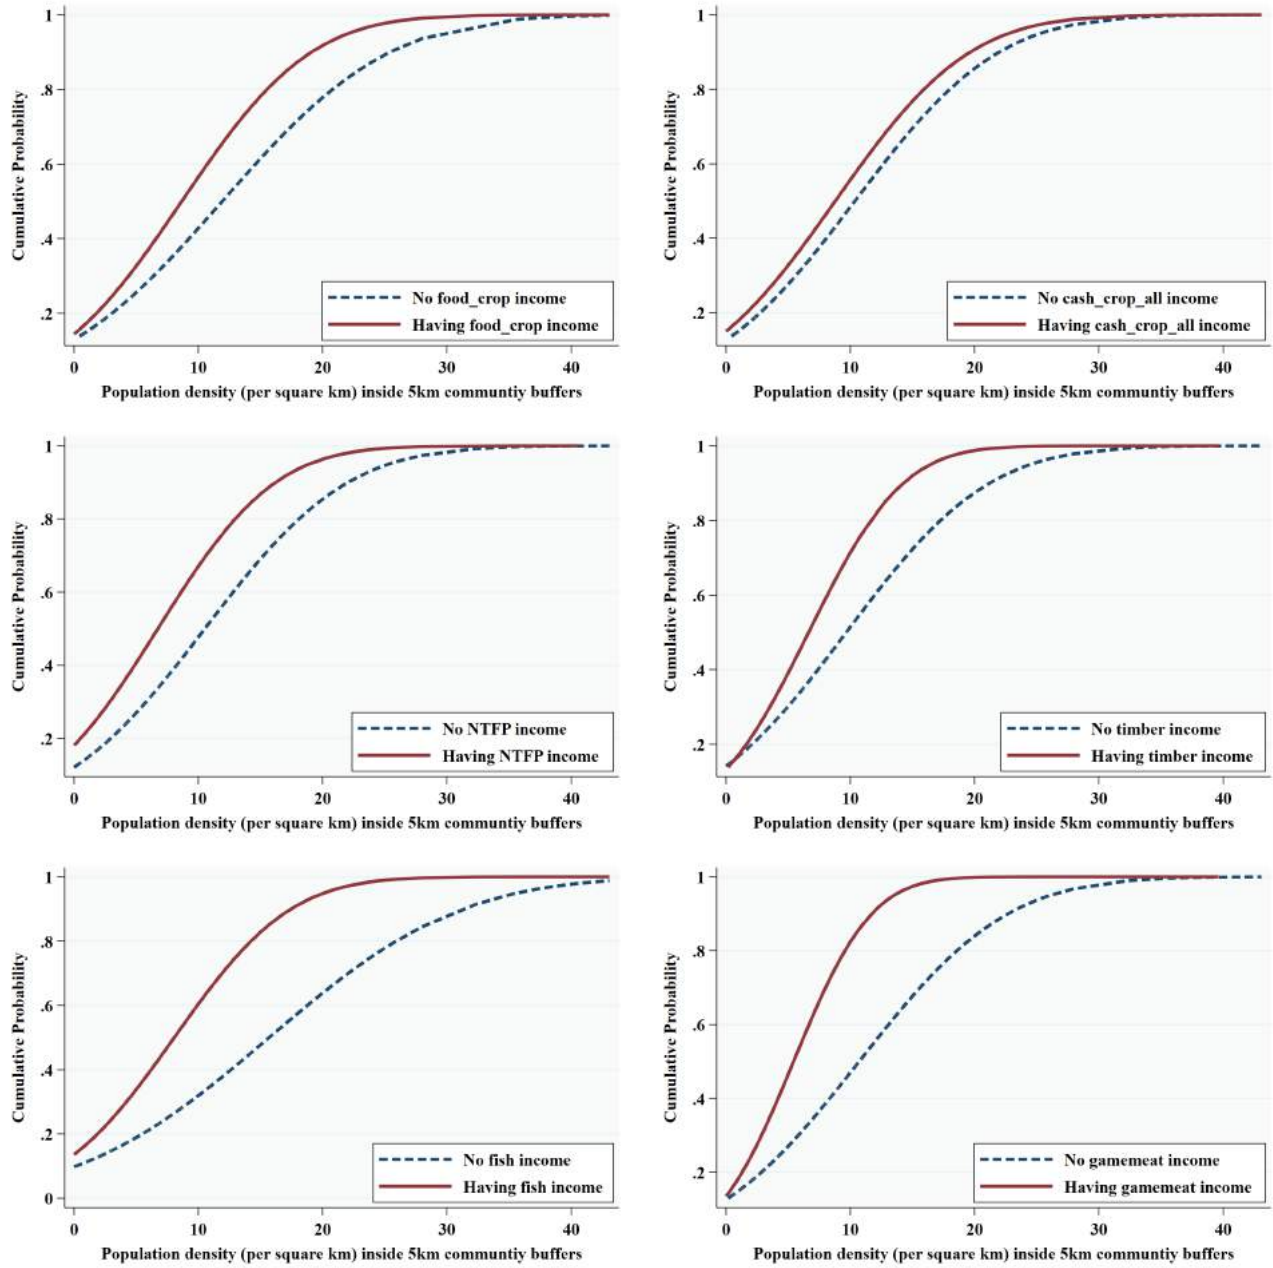 Cumulative Probability
1
.8
.6
.4
.2
No food_crop income
Having food_crop income
0 10 20 30 40
Population density (per square km) inside 5km communtiy buffers
Cumulative Probability
1
.8
.6
.4
.2
No cash_crop_all income
Having cash_crop_all income
0 10 20 30 40
Population density (per square km) inside 5km communtiy buffers
Cumulative Probability
1
.8
.6
.4
.2
No NTFP income
Having NTFP income
0 10 20 30 40
Population density (per square km) inside 5km communtiy buffers
Cumulative Probability
1
.8
.6
.4
.2
No timber income
Having timber income
0 10 20 30 40
Population density (per square km) inside 5km communtiy buffers
Cumulative Probability
1
.8
.6
.4
.2
0
No fish income
Having fish income
0 10 20 30 40
Population density (per square km) inside 5km communtiy buffers
Cumulative Probability
1
.8
.6
.4
.2
No gamemeat income
Having gamemeat income
0 10 20 30 40
Population density (per square km) inside 5km communtiy buffers